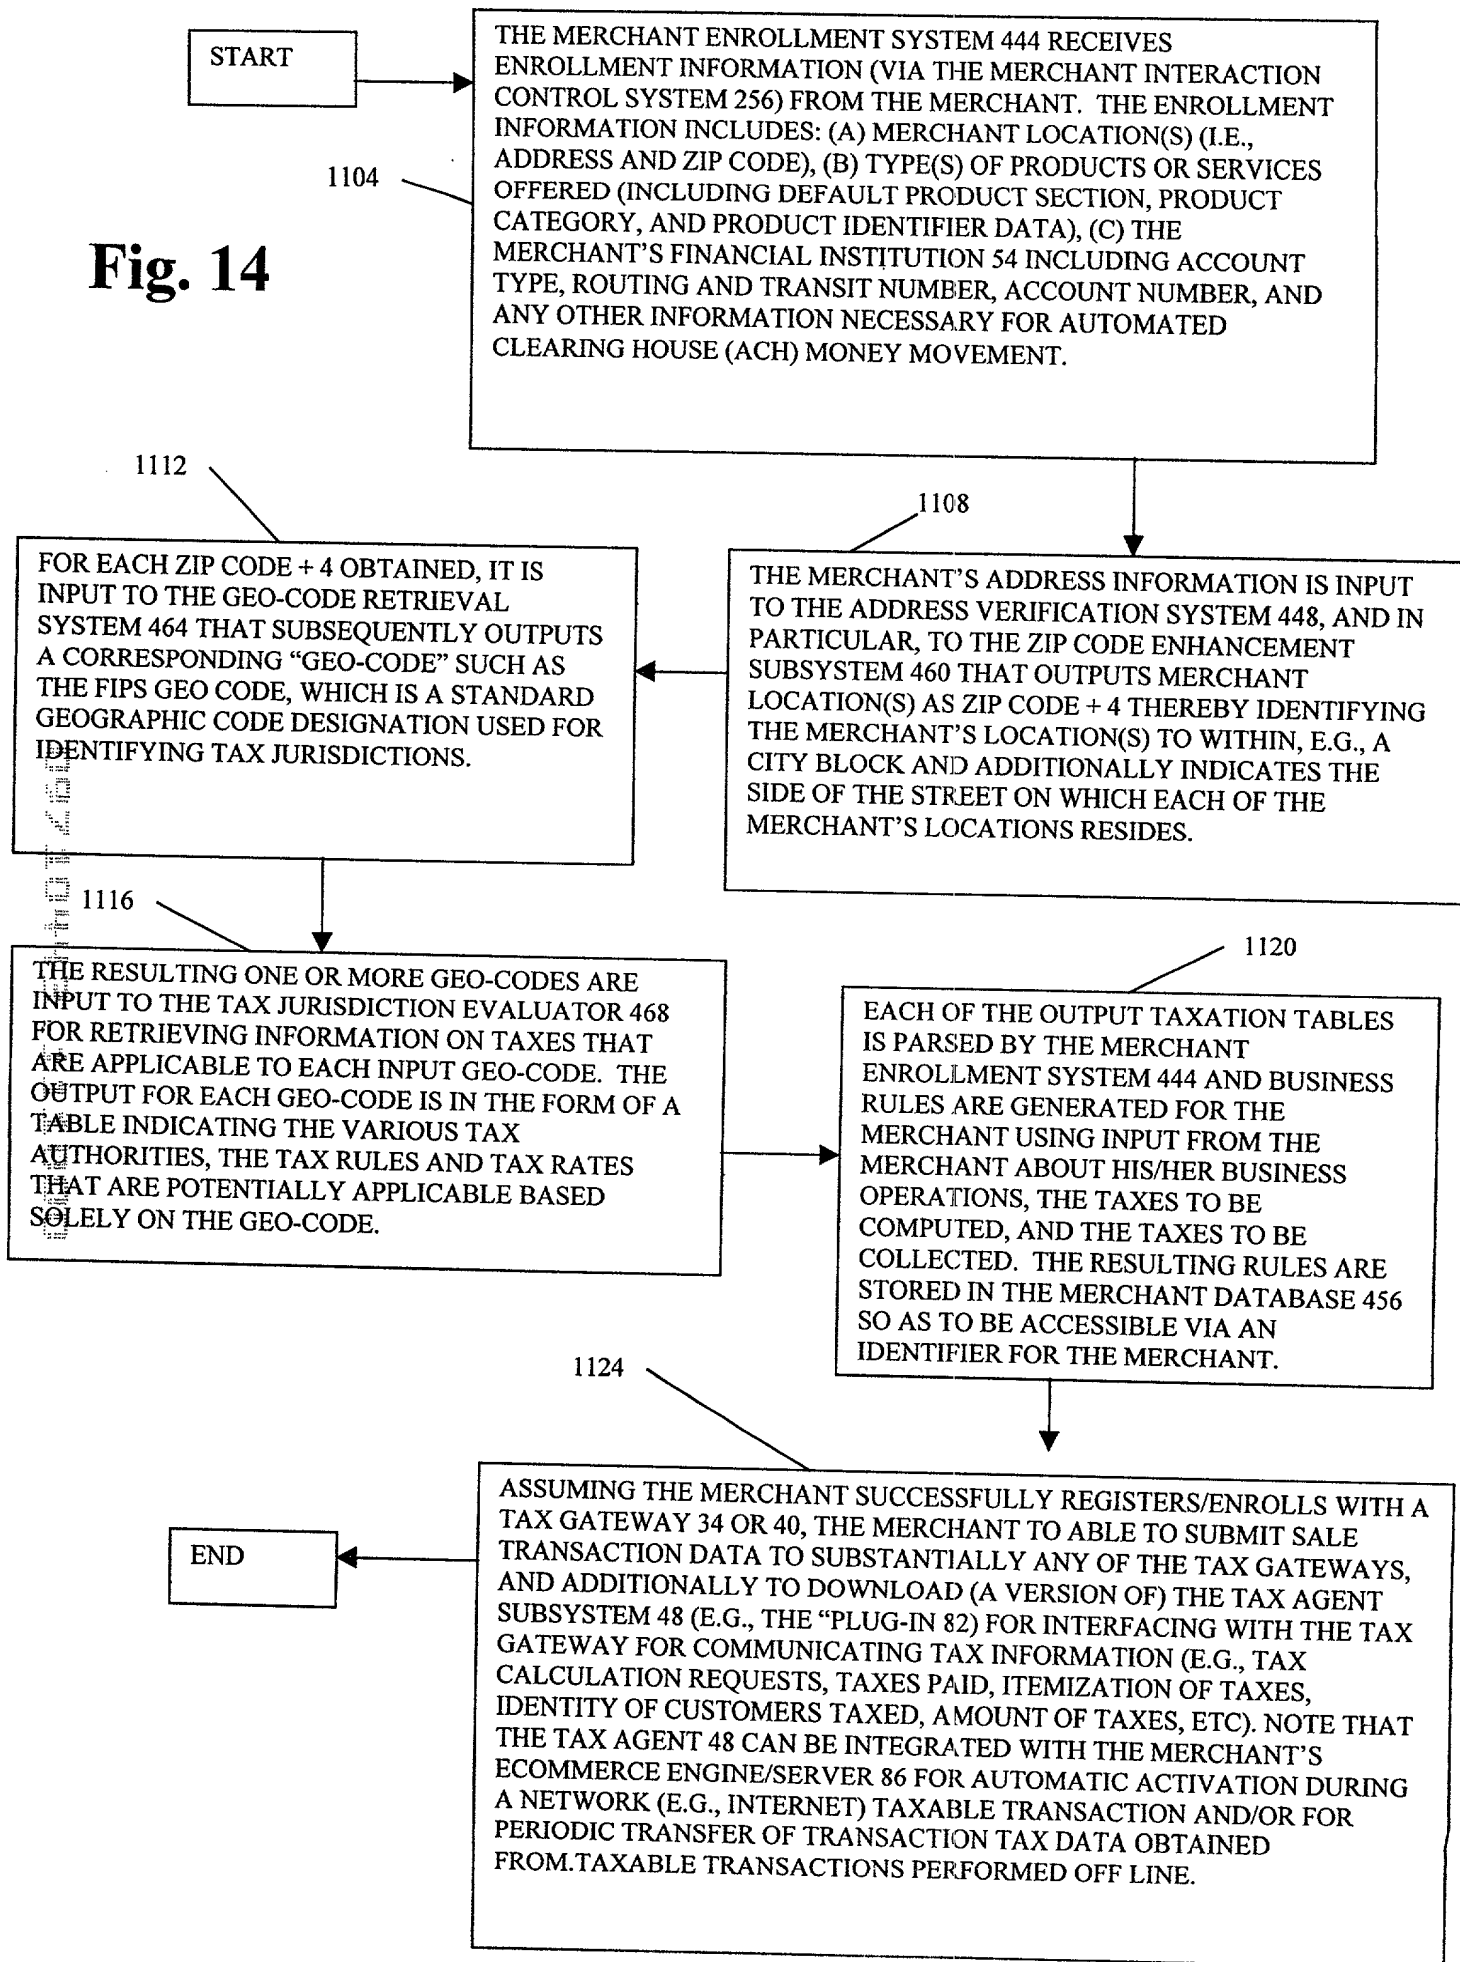 START
THE MERCHANT ENROLLMENT SYSTEM 444 RECEIVES
ENROLLMENT INFORMATION (VIA THE MERCHANT INTERACTION
CONTROL SYSTEM 256) FROM THE MERCHANT. THE ENROLLMENT
INFORMATION INCLUDES: (A) MERCHANT LOCATION(S) (I.E.,
ADDRESS AND ZIP CODE), (B) TYPE(S) OF PRODUCTS OR SERVICES
OFFERED (INCLUDING DEFAULT PRODUCT SECTION, PRODUCT
CATEGORY, AND PRODUCT IDENTIFIER DATA), (C) THE
MERCHANT'S FINANCIAL INSTITUTION 54 INCLUDING ACCOUNT
TYPE, ROUTING AND TRANSIT NUMBER, ACCOUNT NUMBER, AND
ANY OTHER INFORMATION NECESSARY FOR AUTOMATED
CLEARING HOUSE (ACH) MONEY MOVEMENT.
1104
Fig. 14
1108
THE MERCHANT'S ADDRESS INFORMATION IS INPUT
TO THE ADDRESS VERIFICATION SYSTEM 448, AND IN
PARTICULAR, TO THE ZIP CODE ENHANCEMENT
SUBSYSTEM 460 THAT OUTPUTS MERCHANT
LOCATION(S) AS ZIP CODE + 4 THEREBY IDENTIFYING
THE MERCHANT'S LOCATION(S) TO WITHIN, E.G., A
CITY BLOCK AND ADDITIONALLY INDICATES THE
SIDE OF THE STREET ON WHICH EACH OF THE
MERCHANT'S LOCATIONS RESIDES.
1112
FOR EACH ZIP CODE + 4 OBTAINED, IT IS
INPUT TO THE GEO-CODE RETRIEVAL
SYSTEM 464 THAT SUBSEQUENTLY OUTPUTS
A CORRESPONDING “GEO-CODE” SUCH AS
THE FIPS GEO CODE, WHICH IS A STANDARD
GEOGRAPHIC CODE DESIGNATION USED FOR
IDENTIFYING TAX JURISDICTIONS.
1116
THE RESULTING ONE OR MORE GEO-CODES ARE
INPUT TO THE TAX JURISDICTION EVALUATOR 468
FOR RETRIEVING INFORMATION ON TAXES THAT
ARE APPLICABLE TO EACH INPUT GEO-CODE. THE
OUTPUT FOR EACH GEO-CODE IS IN THE FORM OF A
TABLE INDICATING THE VARIOUS TAX
AUTHORITIES, THE TAX RULES AND TAX RATES
THAT ARE POTENTIALLY APPLICABLE BASED
SOLELY ON THE GEO-CODE.
1120
EACH OF THE OUTPUT TAXATION TABLES
IS PARSED BY THE MERCHANT
ENROLLMENT SYSTEM 444 AND BUSINESS
RULES ARE GENERATED FOR THE
MERCHANT USING INPUT FROM THE
MERCHANT ABOUT HIS/HER BUSINESS
OPERATIONS, THE TAXES TO BE
COMPUTED, AND THE TAXES TO BE
COLLECTED. THE RESULTING RULES ARE
STORED IN THE MERCHANT DATABASE 456
SO AS TO BE ACCESSIBLE VIA AN
IDENTIFIER FOR THE MERCHANT.
1124
ASSUMING THE MERCHANT SUCCESSFULLY REGISTERS/ENROLLS WITH A
TAX GATEWAY 34 OR 40, THE MERCHANT TO ABLE TO SUBMIT SALE
TRANSACTION DATA TO SUBSTANTIALLY ANY OF THE TAX GATEWAYS,
AND ADDITIONALLY TO DOWNLOAD (A VERSION OF) THE TAX AGENT
SUBSYSTEM 48 (E.G., THE “PLUG-IN 82) FOR INTERFACING WITH THE TAX
GATEWAY FOR COMMUNICATING TAX INFORMATION (E.G., TAX
CALCULATION REQUESTS, TAXES PAID, ITEMIZATION OF TAXES,
IDENTITY OF CUSTOMERS TAXED, AMOUNT OF TAXES, ETC). NOTE THAT
THE TAX AGENT 48 CAN BE INTEGRATED WITH THE MERCHANT'S
ECOMMERCE ENGINE/SERVER 86 FOR AUTOMATIC ACTIVATION DURING
A NETWORK (E.G., INTERNET) TAXABLE TRANSACTION AND/OR FOR
PERIODIC TRANSFER OF TRANSACTION TAX DATA OBTAINED
FROM.TAXABLE TRANSACTIONS PERFORMED OFF LINE.
END